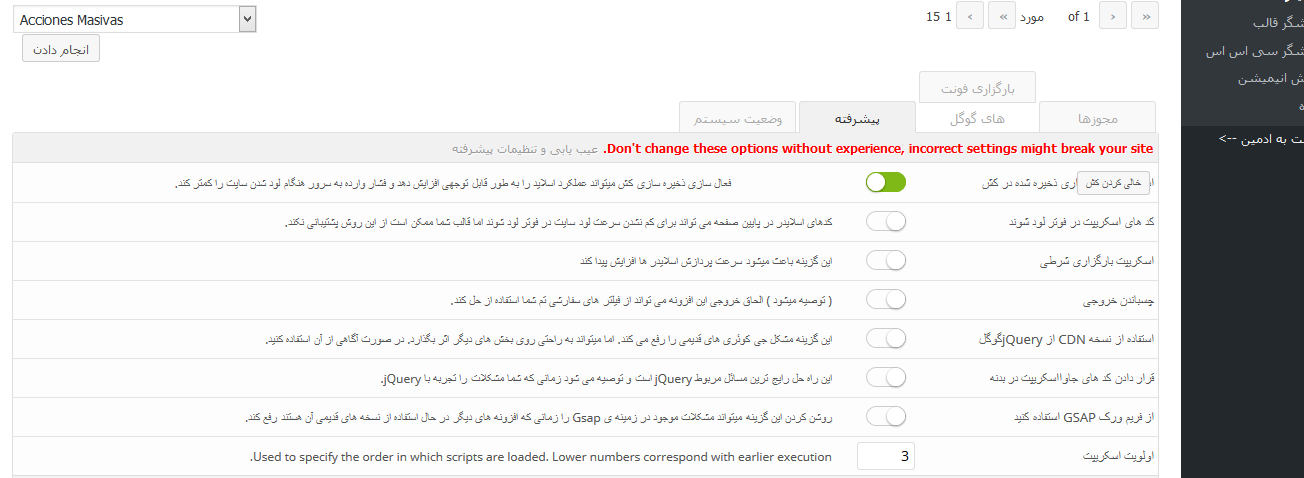 Acciones Masivas
انجام دادن
« ‹ 1 of مورد » › 1 15
شگر قالب
شگر سی اس اس
ش انیمیشن
ت به ادمین -->
بارگزاری فونت
مجوزها
های گوگل
پیشرفته
وضعیت سیستم
Don't change these options without experience, incorrect settings might break your site. عیب یابی و تنظیمات پیشرفته
خالی کردن کش
اری ذخیره شده در کش
فعال سازی ذخیره سازی کش میتواند عملکرد اسلاید را به طور قابل توجهی افزایش دهد و فشار وارده به سرور هنگام لود شدن سایت را کمتر کند.
کد های اسکریپت در فوتر لود شوند
کدهای اسلایدر در پایین صفحه می تواند برای کم نشدن سرعت لود سایت در فوتر لود شوند اما قالب شما ممکن است از این روش پشتیبانی نکند.
اسکریپت بارگزاری شرطی
این گزینه باعث میشود سرعت پردازش اسلایدر ها افزایش پیدا کند
چسباندن خروجی
( توصیه میشود ) الحاق خروجی این افزونه می تواند از فیلتر های سفارشی تم شما استفاده از حل کند.
استفاده از نسخه CDN از jQueryگوگل
این گزینه مشکل جی کوئری های قدیمی را رفع می کند. اما میتواند به راحتی روی بخش های دیگر اثر بگذارد. در صورت آگاهی از آن استفاده کنید.
قرار دادن کد های جاوااسکریپت در بدنه
این راه حل رایج ترین مسائل مربوط jQuery است و توصیه می شود زمانی که شما مشکلات را تجربه با jQuery.
از فریم ورک GSAP استفاده کنید
روشن کردن این گزینه میتواند مشکلات موجود در زمینه ی Gsap را زمانی که افزونه های دیگر در حال استفاده از نسخه های قدیمی آن هستند رفع کند.
اولویت اسکریپت
3
Used to specify the order in which scripts are loaded. Lower numbers correspond with earlier execution.